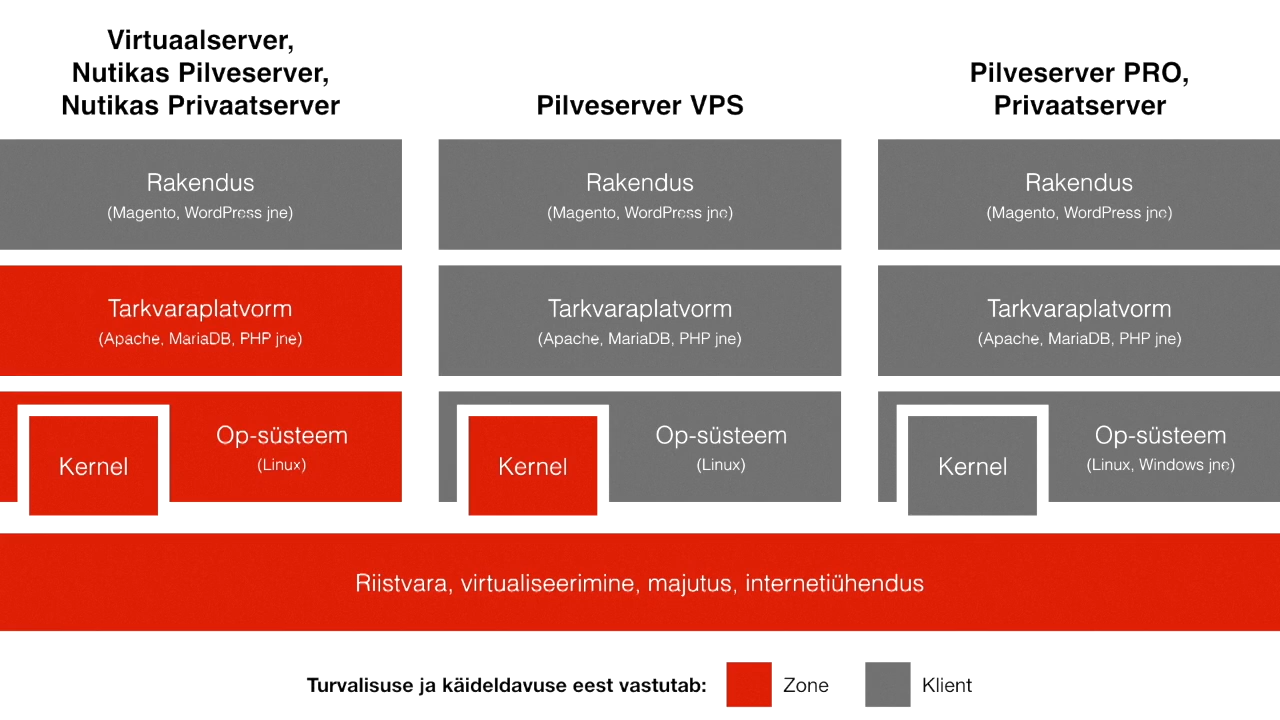 Virtuaalserver,
Nutikas Pilveserver,
Nutikas Privaatserver
Pilveserver VPS
Pilveserver PRO,
Privaatserver
Rakendus
(Magento, WordPress jne)
Rakendus
(Magento, WordPress jne)
Rakendus
(Magento, WordPress jne)
Tarkvaraplatvorm
(Apache, MariaDB, PHP jne)
Tarkvaraplatvorm
(Apache, MariaDB, PHP jne)
Tarkvaraplatvorm
(Apache, MariaDB, PHP jne)
Kernel
Op-süsteem
(Linux)
Kernel
Op-süsteem
(Linux)
Kernel
Op-süsteem
(Linux, Windows jne)
Riistvara, virtualiseerimine, majutus, internetiühendus
Turvalisuse ja käideldavuse eest vastutab:
Zone
Klient